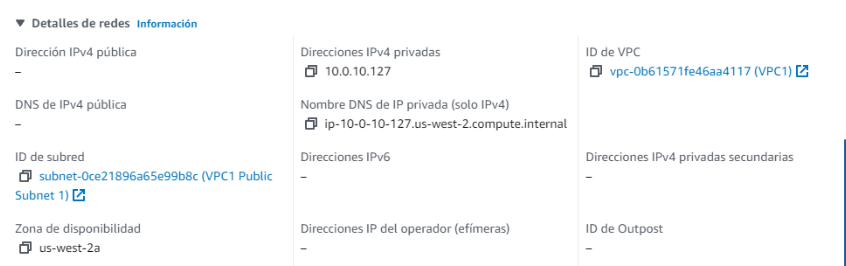 Detalles de redes Información
Dirección IPv4 pública
–
Direcciones IPv4 privadas
10.0.10.127
ID de VPC
vpc-0b61571fe46aa4117 (VPC1)
DNS de IPv4 pública
–
Nombre DNS de IP privada (solo IPv4)
ip-10-0-10-127.us-west-2.compute.internal
ID de subred
subnet-0ce21896a65e99b8c (VPC1 Public
Subnet 1)
Direcciones IPv6
–
Direcciones IPv4 privadas secundarias
–
Zona de disponibilidad
us-west-2a
Direcciones IP del operador (efímeras)
–
ID de Outpost
–